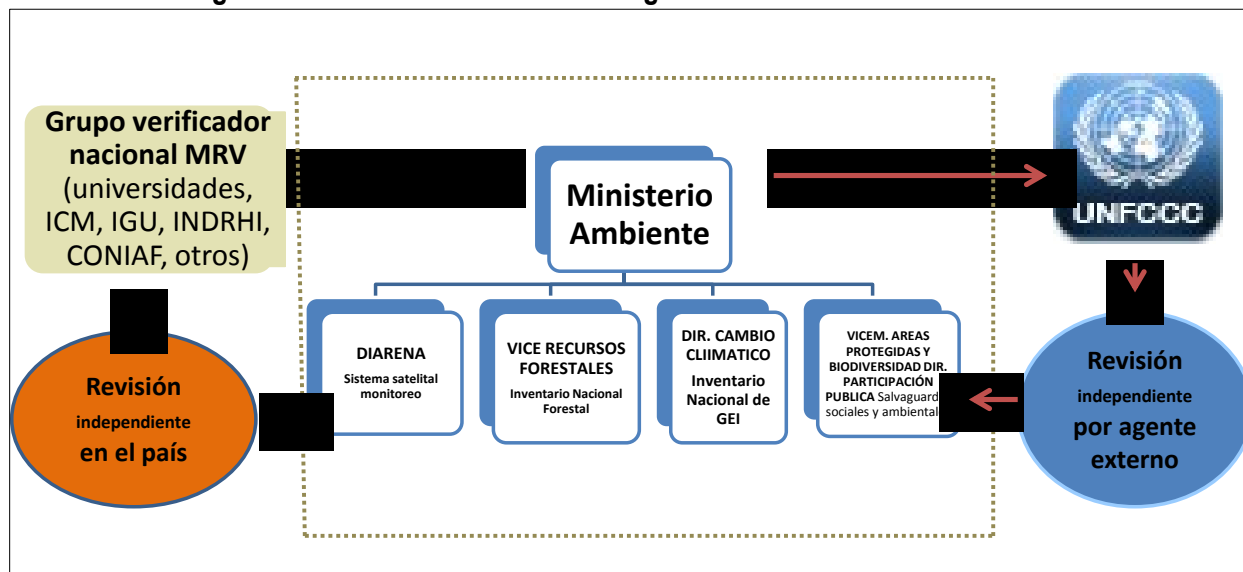 Grupo verificador
nacional MRV
(universidades,
ICM, IGU, INDRHI,
CONIAF, otros)
Ministerio
Ambiente
UNFCCC
DIARENA
Sistema satelital
monitoreo
VICE RECURSOS
FORESTALES
Inventario Nacional
Forestal
DIR. CAMBIO
CLIIMATICO
Inventario
Nacional de
GEI
VICEM. AREAS
PROTEGIDAS Y
BIODIVERSIDAD DIR.
PARTICIPACIÓN
PUBLICA
sociales y
Revisión
independiente
en el país
Revisión
independiente
por agente
externo